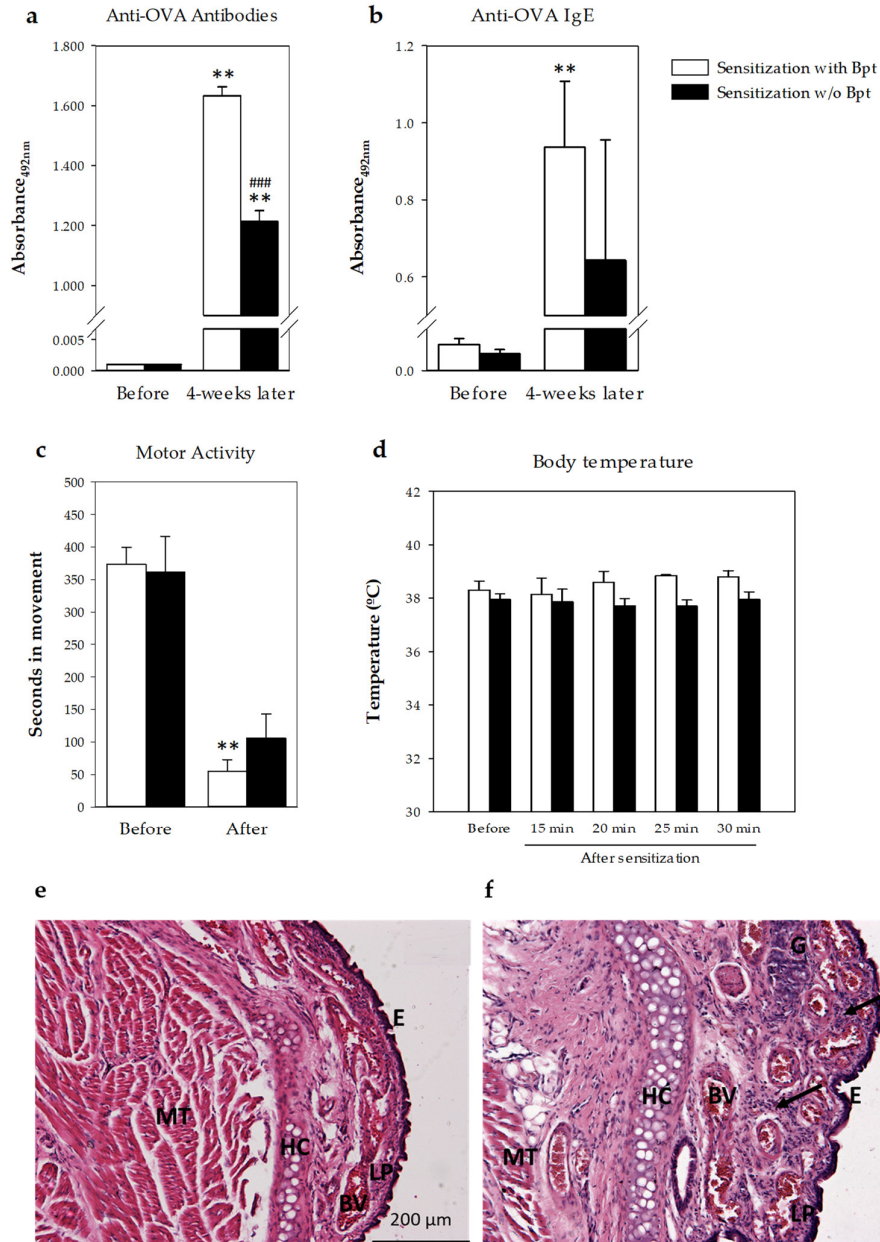 a
Anti-OVA Antibodies
1.800
1.600
1.400
1.200
1.000
0.005
0.000
Absorbance492nm
**
###
**
Before
4-weeks later
b
Anti-OVA IgE
1.2
1.0
0.8
0.6
0.0
Absorbance492nm
**
Before
4-weeks later
Sensitization with Bpt
Sensitization w/o Bpt
c
Motor Activity
500
450
400
350
300
250
200
150
100
50
0
Seconds in movement
**
Before
After
d
Body temperature
42
40
38
36
34
32
30
Temperature (ºC)
Before
15 min
20 min
25 min
30 min
After sensitization
e
E
MT
HC
LP
BV
200 µm
f
G
HC
BV
E
MT
LP